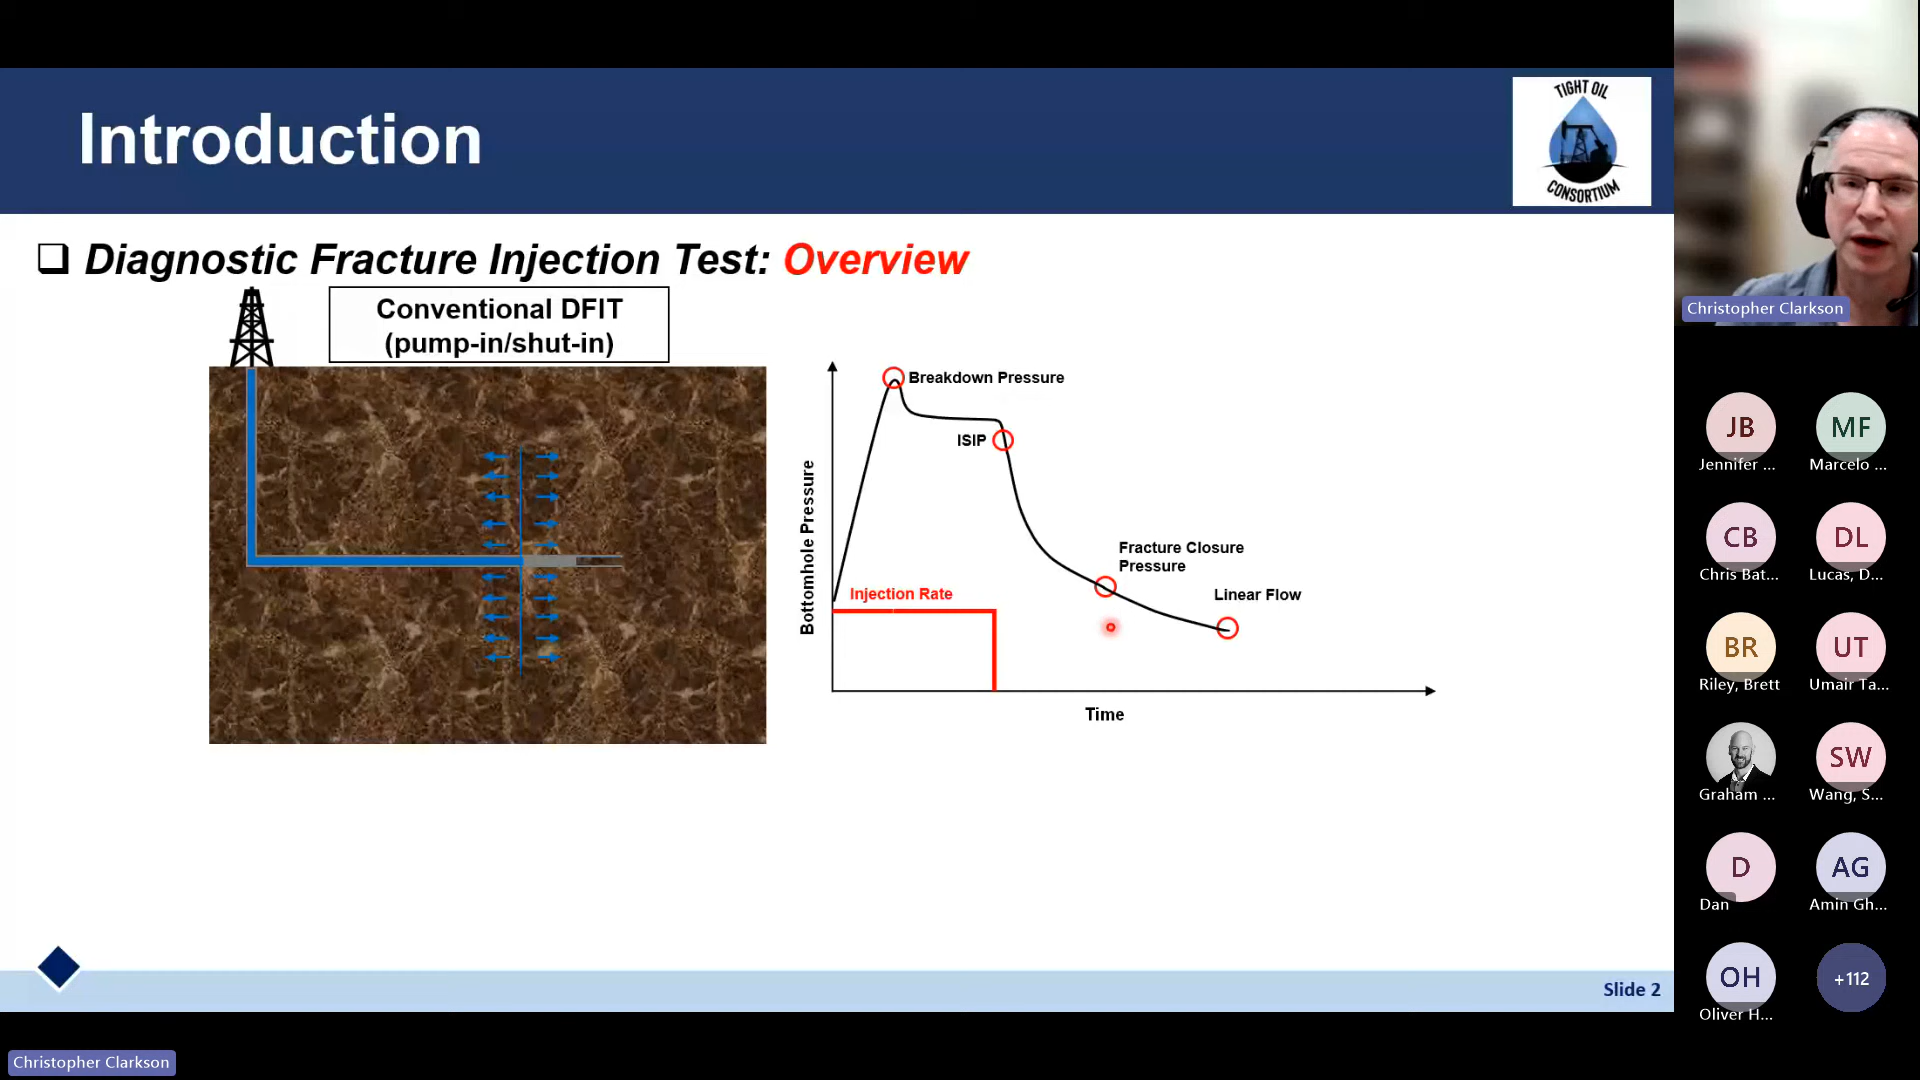 Introduction
TIGHT OIL
CONSORTIUM
Diagnostic Fracture Injection Test: Overview
Conventional DFIT
(pump-in/shut-in)
Breakdown Pressure
ISIP
Fracture Closure
Pressure
Linear Flow
Injection Rate
Bottomhole Pressure
Time
Slide 2
Christopher Clarkson
Christopher Clarkson
JB
Jennifer ...
MF
Marcelo ...
CB
Chris Bat...
DL
Lucas, D...
BR
Riley, Brett
UT
Umair Ta...
Graham ...
SW
Wang, S...
D
Dan
AG
Amin Gh...
OH
Oliver H...
+112